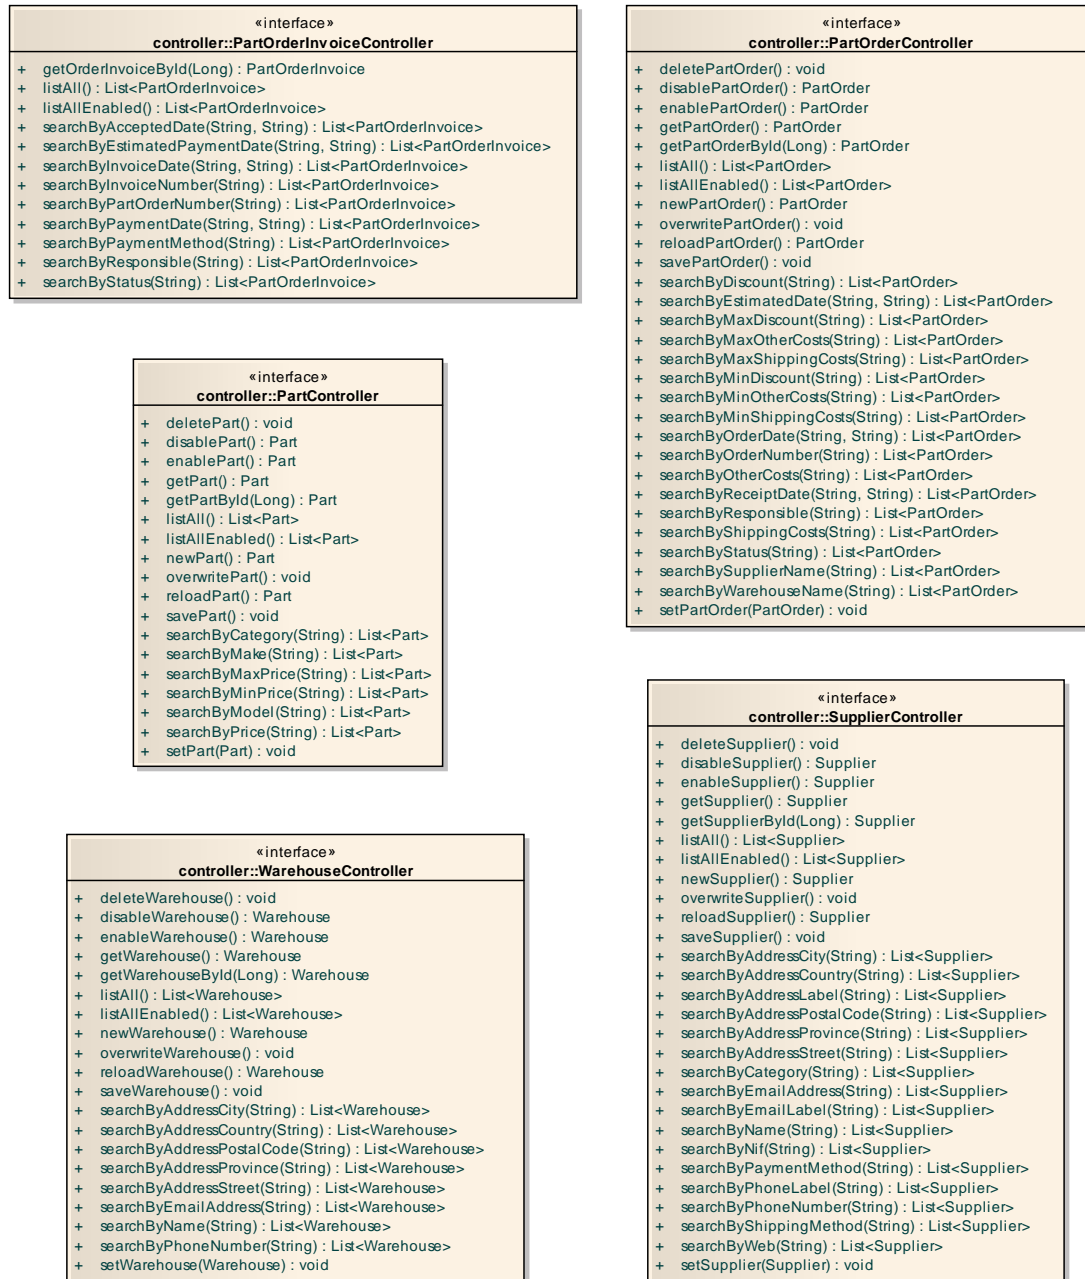 «interface»
controller::PartOrderInvoiceController
+ getOrderInvoiceById(Long) : PartOrderInvoice
+ listAll() : List<PartOrderInvoice>
+ listAllEnabled() : List<PartOrderInvoice>
+ searchByAcceptedDate(String, String) : List<PartOrderInvoice>
+ searchByEstimatedPaymentDate(String, String) : List<PartOrderInvoice>
+ searchByInvoiceDate(String, String) : List<PartOrderInvoice>
+ searchByInvoiceNumber(String) : List<PartOrderInvoice>
+ searchByPartOrderNumber(String) : List<PartOrderInvoice>
+ searchByPaymentDate(String, String) : List<PartOrderInvoice>
+ searchByPaymentMethod(String) : List<PartOrderInvoice>
+ searchByResponsible(String) : List<PartOrderInvoice>
+ searchByStatus(String) : List<PartOrderInvoice>
«interface»
controller::PartOrderController
+ deletePartOrder() : void
+ disablePartOrder() : PartOrder
+ enablePartOrder() : PartOrder
+ getPartOrder() : PartOrder
+ getPartOrderById(Long) : PartOrder
+ listAll() : List<PartOrder>
+ listAllEnabled() : List<PartOrder>
+ newPartOrder() : PartOrder
+ overwritePartOrder() : void
+ reloadPartOrder() : PartOrder
+ savePartOrder() : void
+ searchByDiscount(String) : List<PartOrder>
+ searchByEstimatedDate(String, String) : List<PartOrder>
+ searchByMaxDiscount(String) : List<PartOrder>
+ searchByMaxOtherCosts(String) : List<PartOrder>
+ searchByMaxShippingCosts(String) : List<PartOrder>
+ searchByMinDiscount(String) : List<PartOrder>
+ searchByMinOtherCosts(String) : List<PartOrder>
+ searchByMinShippingCosts(String) : List<PartOrder>
+ searchByOrderDate(String, String) : List<PartOrder>
+ searchByOrderNumber(String) : List<PartOrder>
+ searchByOtherCosts(String) : List<PartOrder>
+ searchByReceiptDate(String, String) : List<PartOrder>
+ searchByResponsible(String) : List<PartOrder>
+ searchByShippingCosts(String) : List<PartOrder>
+ searchByStatus(String) : List<PartOrder>
+ searchBySupplierName(String) : List<PartOrder>
+ searchByWarehouseName(String) : List<PartOrder>
+ setPartOrder(PartOrder) : void
«interface»
controller::PartController
+ deletePart() : void
+ disablePart() : Part
+ enablePart() : Part
+ getPart() : Part
+ getPartById(Long) : Part
+ listAll() : List<Part>
+ listAllEnabled() : List<Part>
+ newPart() : Part
+ overwritePart() : void
+ reloadPart() : Part
+ savePart() : void
+ searchByCategory(String) : List<Part>
+ searchByMake(String) : List<Part>
+ searchByMaxPrice(String) : List<Part>
+ searchByMinPrice(String) : List<Part>
+ searchByModel(String) : List<Part>
+ searchByPrice(String) : List<Part>
+ setPart(Part) : void
«interface»
controller::SupplierController
+ deleteSupplier() : void
+ disableSupplier() : Supplier
+ enableSupplier() : Supplier
+ getSupplier() : Supplier
+ getSupplierById(Long) : Supplier
+ listAll() : List<Supplier>
+ listAllEnabled() : List<Supplier>
+ newSupplier() : Supplier
+ overwriteSupplier() : void
+ reloadSupplier() : Supplier
+ saveSupplier() : void
+ searchByAddressCity(String) : List<Supplier>
+ searchByAddressCountry(String) : List<Supplier>
+ searchByAddressLabel(String) : List<Supplier>
+ searchByAddressPostalCode(String) : List<Supplier>
+ searchByAddressProvince(String) : List<Supplier>
+ searchByAddressStreet(String) : List<Supplier>
+ searchByCategory(String) : List<Supplier>
+ searchByEmailAddress(String) : List<Supplier>
+ searchByEmailLabel(String) : List<Supplier>
+ searchByName(String) : List<Supplier>
+ searchByNif(String) : List<Supplier>
+ searchByPaymentMethod(String) : List<Supplier>
+ searchByPhoneLabel(String) : List<Supplier>
+ searchByPhoneNumber(String) : List<Supplier>
+ searchByShippingMethod(String) : List<Supplier>
+ searchByWeb(String) : List<Supplier>
+ setSupplier(Supplier) : void
«interface»
controller::WarehouseController
+ deleteWarehouse() : void
+ disableWarehouse() : Warehouse
+ enableWarehouse() : Warehouse
+ getWarehouse() : Warehouse
+ getWarehouseById(Long) : Warehouse
+ listAll() : List<Warehouse>
+ listAllEnabled() : List<Warehouse>
+ newWarehouse() : Warehouse
+ overwriteWarehouse() : void
+ reloadWarehouse() : Warehouse
+ saveWarehouse() : void
+ searchByAddressCity(String) : List<Warehouse>
+ searchByAddressCountry(String) : List<Warehouse>
+ searchByAddressPostalCode(String) : List<Warehouse>
+ searchByAddressProvince(String) : List<Warehouse>
+ searchByAddressStreet(String) : List<Warehouse>
+ searchByEmailAddress(String) : List<Warehouse>
+ searchByName(String) : List<Warehouse>
+ searchByPhoneNumber(String) : List<Warehouse>
+ setWarehouse(Warehouse) : void